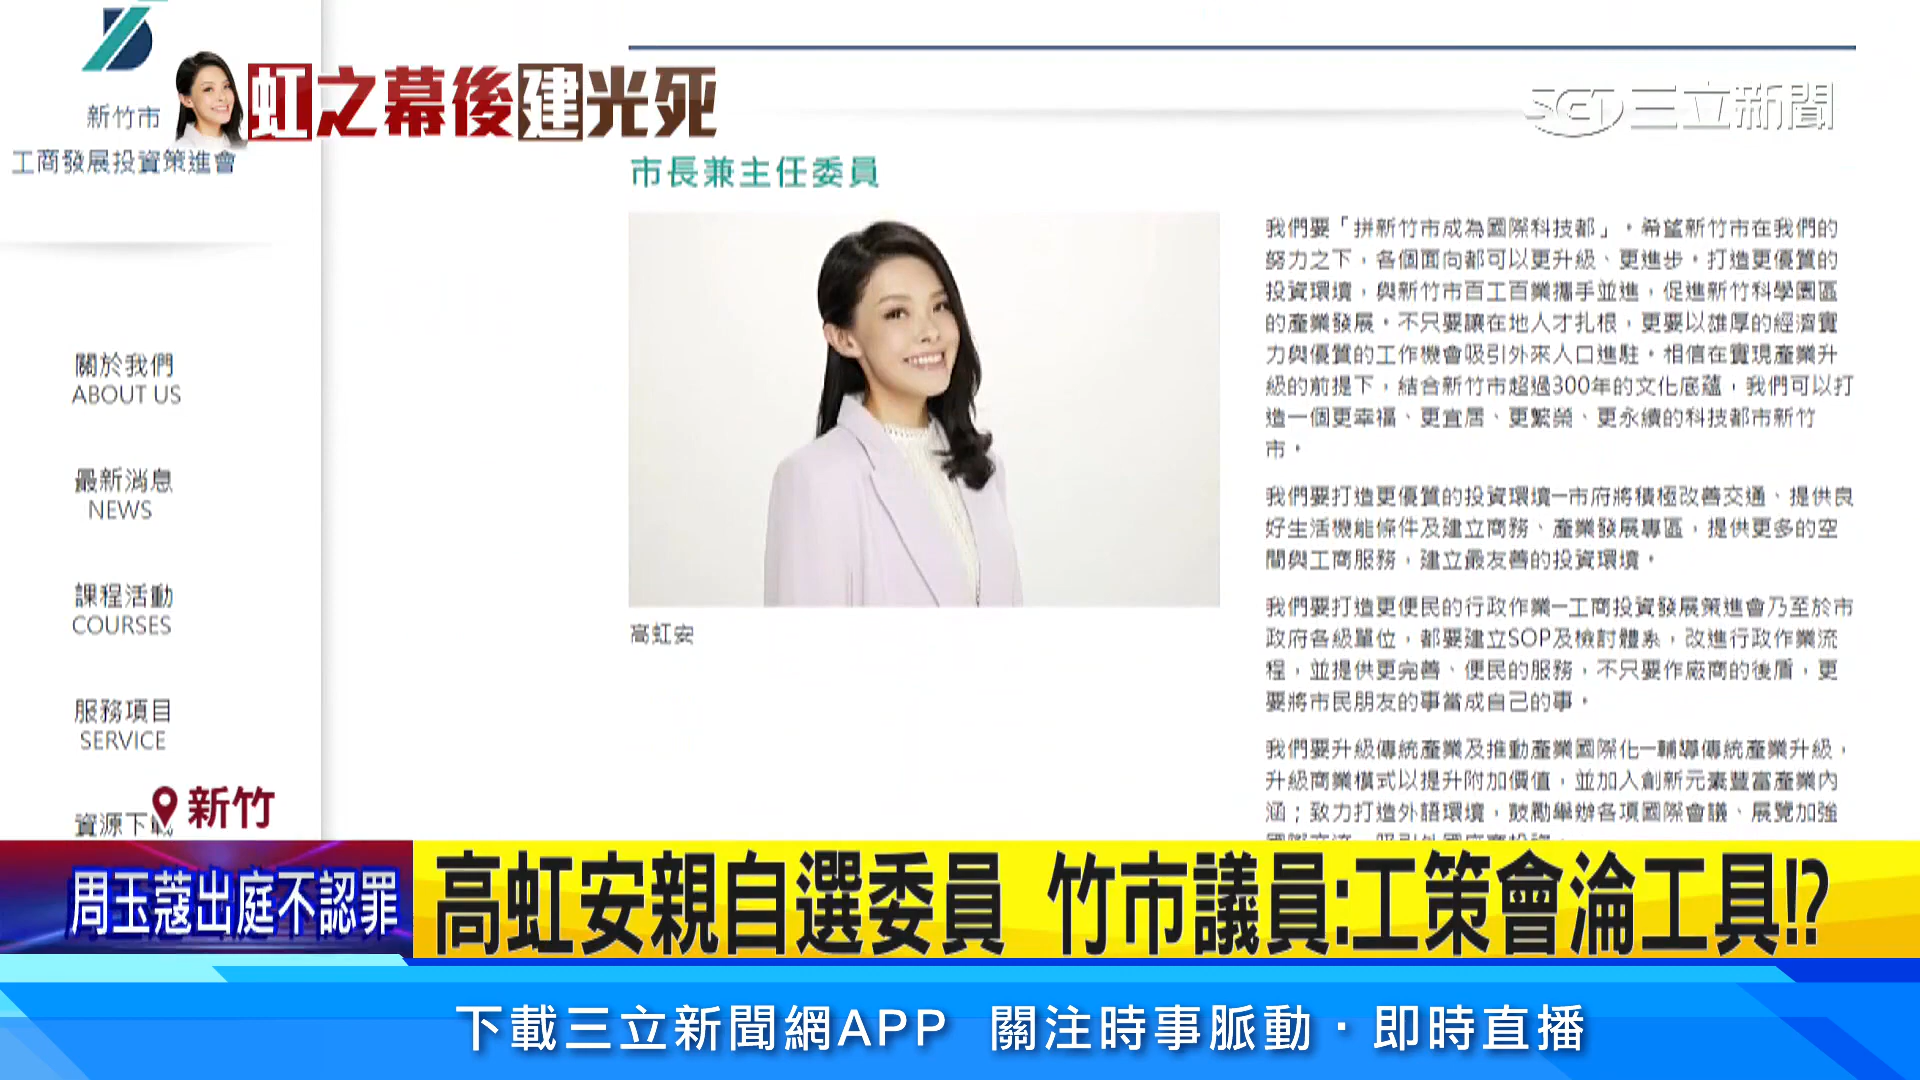 新竹市
工商發展投資策進會
虹之幕後建光死
SET三立新聞
關於我們
ABOUT US
最新消息
NEWS
課程活動
COURSES
服務項目
SERVICE
資源下載
新竹
市長兼主任委員
高虹安
我們要「拼新竹市成為國際科技都」，希望新竹市在我們的
努力之下，各個面向都可以更升級、更進步。打造更優質的
投資環境，與新竹市百工百業攜手並進，促進新竹科學園區
的產業發展。不只要讓在地人才扎根，更要以雄厚的經濟實
力與優質的工作機會吸引外來人口進駐。相信在實現產業升
級的前提下，結合新竹市超過300年的文化底蘊，我們可以打
造一個更幸福、更宜居、更繁榮、更永續的科技都市新竹
市。
我們要打造更優質的投資環境—市府將積極改善交通、提供良
好生活機能條件及建立商務、產業發展專區，提供更多的空
間與工商服務，建立最友善的投資環境。
我們要打造更便民的行政作業—工商投資發展策進會乃至於市
政府各級單位，都要建立SOP及檢討體系，改進行政作業流
程，並提供更完善、便民的服務，不只要作廠商的後盾，更
要將市民朋友的事當成自己的事。
我們要升級傳統產業及推動產業國際化—輔導傳統產業升級，
升級商業模式以提升附加價值，並加入創新元素豐富產業內
涵；致力打造外語環境，鼓勵舉辦各項國際會議、展覽加強
周玉蔻出庭不認罪
高虹安親自選委員 竹市議員:工策會淪工具!?
下載三立新聞網APP 關注時事脈動·即時直播